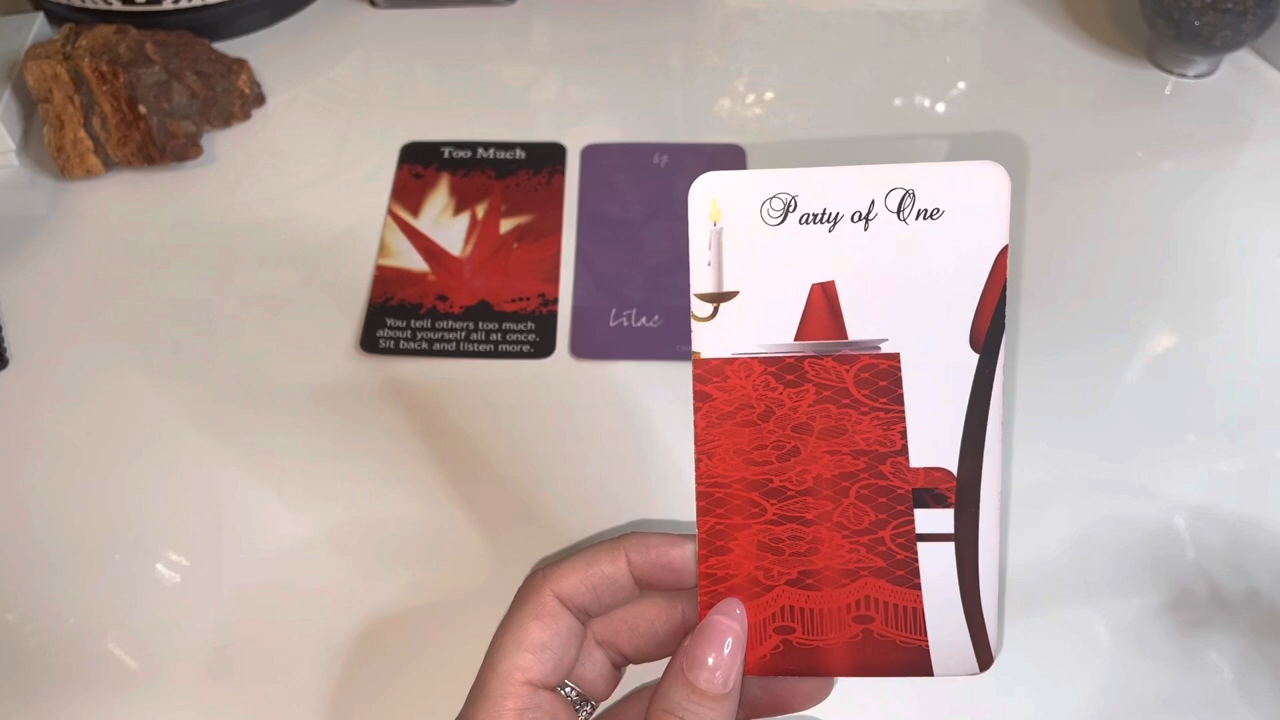 Too Much
You tell others too much
about yourself all at once.
Sit back and listen more.
Lilac
Party of One